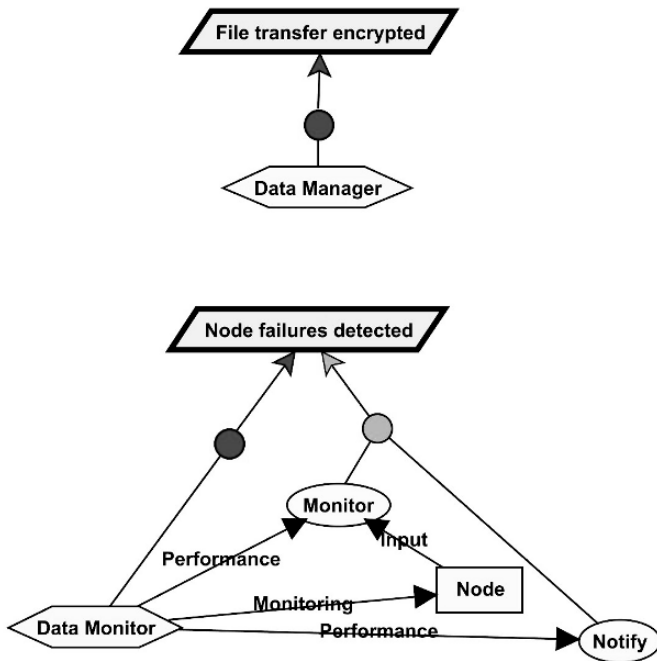 File transfer encrypted
Data Manager
Node failures detected
Monitor
Input
Performance
Node
Monitoring
Data Monitor
Performance
Notify